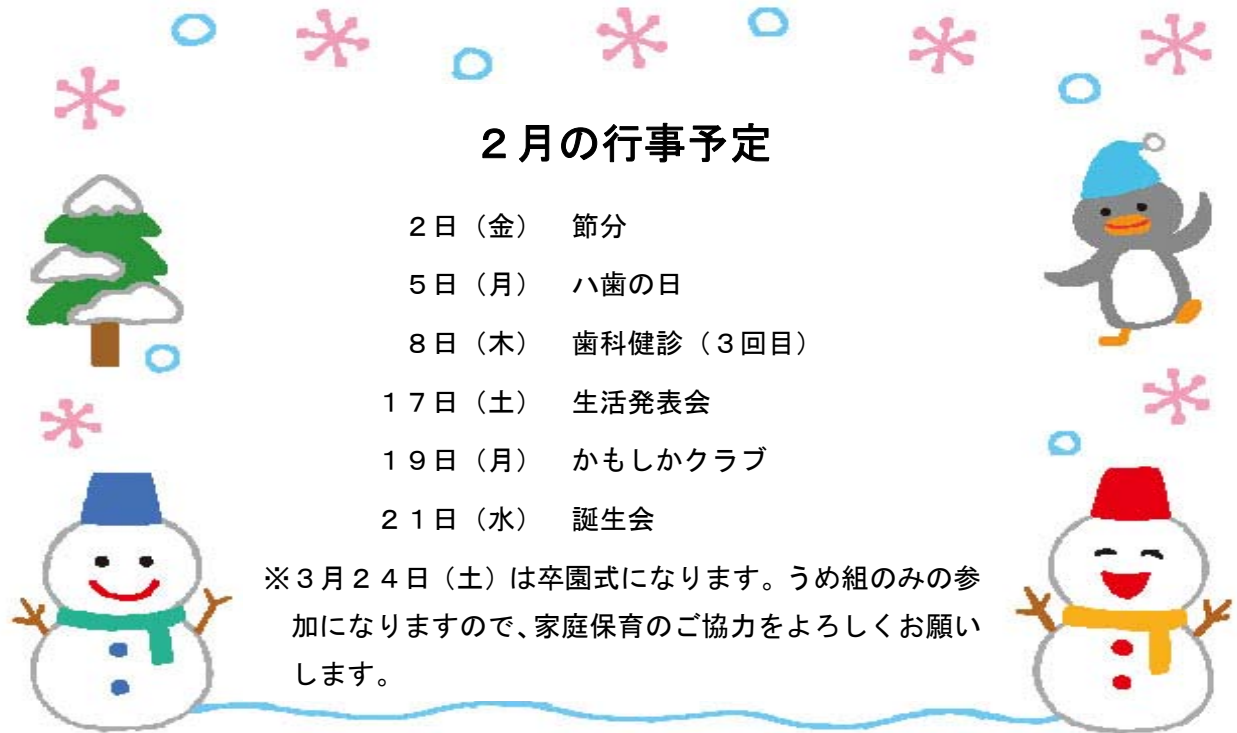 ２月の行事予定
２日（金）　節分
５日（月）　ハ歯の日
８日（木）　歯科健診（３回目）
１７日（土）　生活発表会
１９日（月）　かもしかクラブ
２１日（水）　誕生会
※３月２４日（土）は卒園式になります。うめ組のみの参
加になりますので、家庭保育のご協力をよろしくお願い
します。